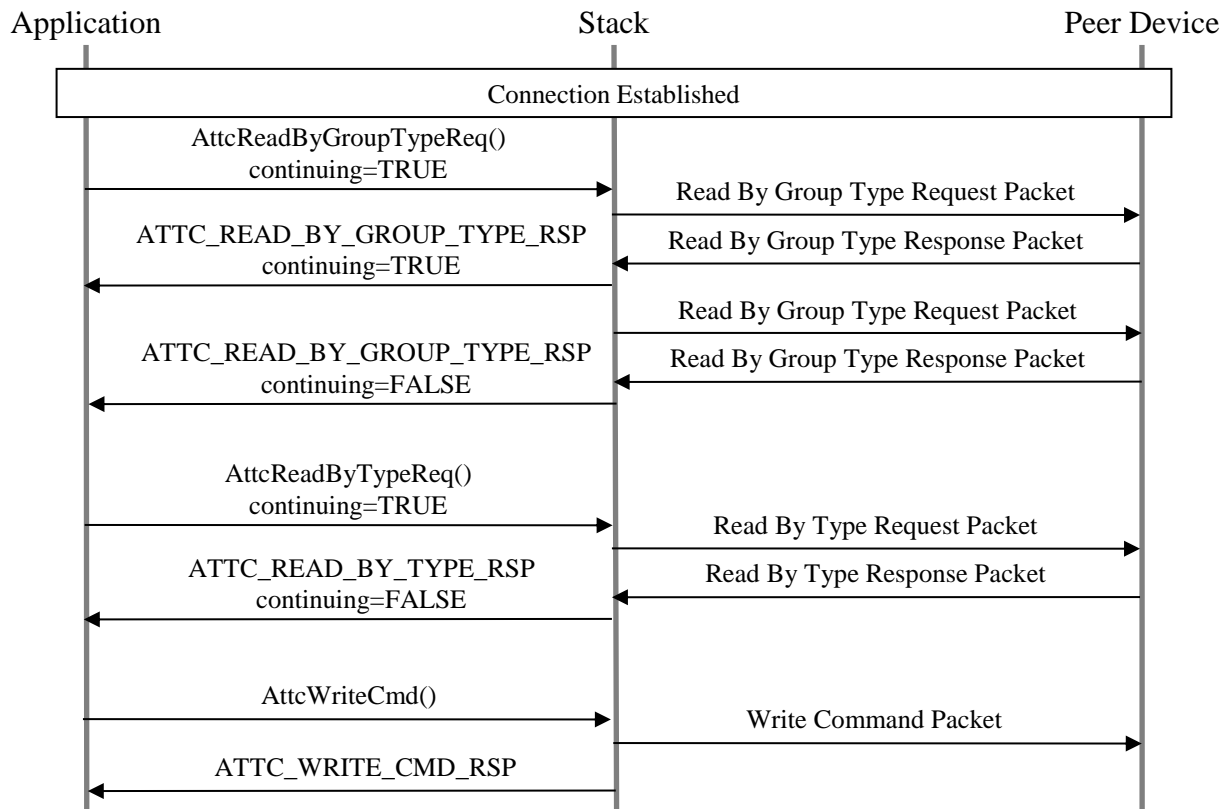 Application
Stack
Peer Device
Connection Established
AttcReadByGroupTypeReq()
continuing=TRUE
Read By Group Type Request Packet
ATTC_READ_BY_GROUP_TYPE_RSP
continuing=TRUE
Read By Group Type Response Packet
Read By Group Type Request Packet
ATTC_READ_BY_GROUP_TYPE_RSP
continuing=FALSE
Read By Group Type Response Packet
AttcReadByTypeReq()
continuing=TRUE
Read By Type Request Packet
ATTC_READ_BY_TYPE_RSP
continuing=FALSE
Read By Type Response Packet
AttcWriteCmd()
Write Command Packet
ATTC_WRITE_CMD_RSP